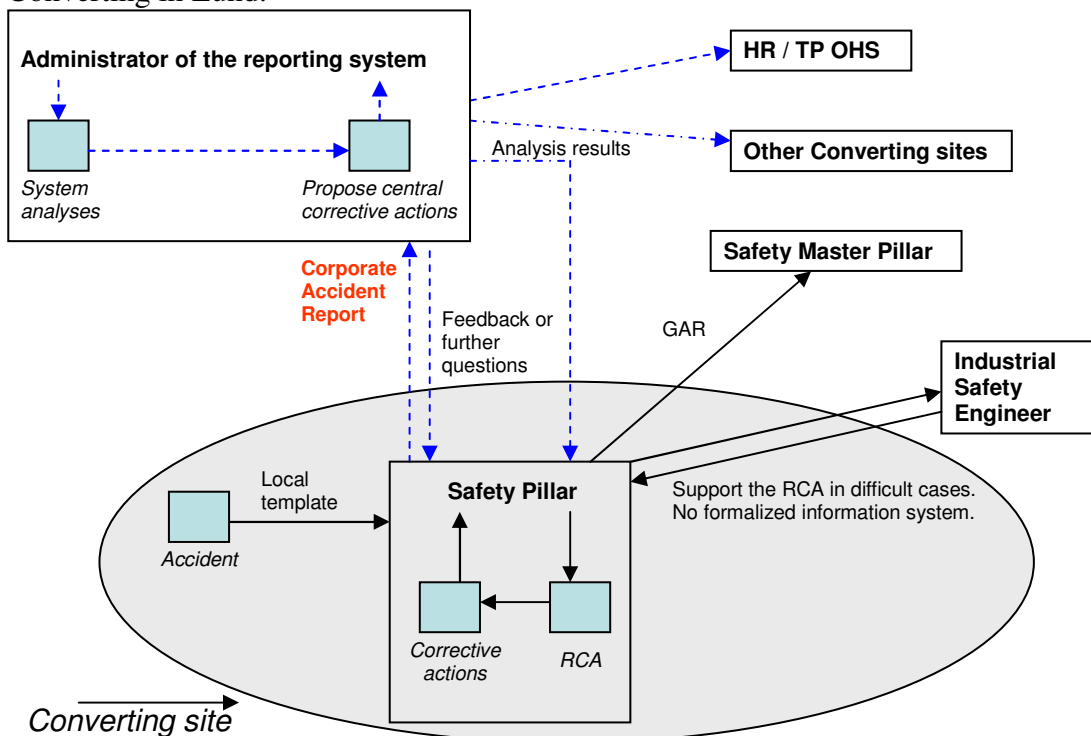 Converting in Lund.
Administrator of the reporting system
System
analyses
Propose central
corrective actions
HR / TP OHS
Analysis results
Other Converting sites
Corporate
Accident
Report
Feedback or
further
questions
Safety Master Pillar
GAR
Industrial
Safety
Engineer
Local
template
Accident
Safety Pillar
Corrective
actions
RCA
Support the RCA in difficult cases.
No formalized information system.
Converting site